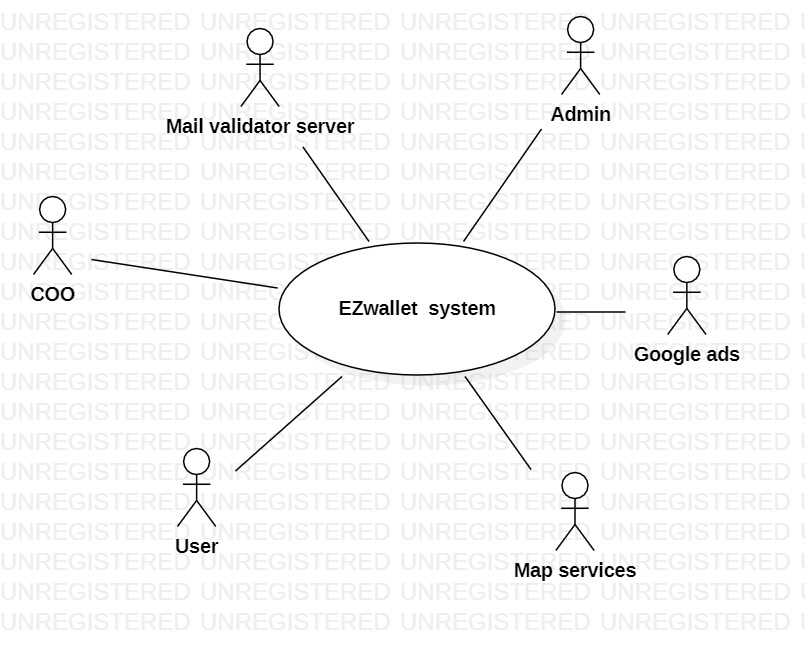 Mail validator server
Admin
COO
EZwallet  system
Google ads
User
Map services
UNREGISTERED UNREGISTERED UNREGISTERED UNREGISTERED